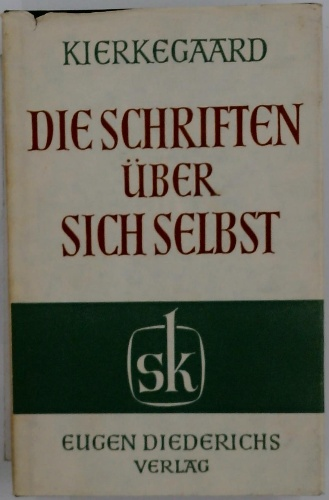 KIERKEGAARD
DIE SCHRIFTEN
ÜBER
SICH SELBST
sk
EUGEN DIEDERICHS
VERLAG